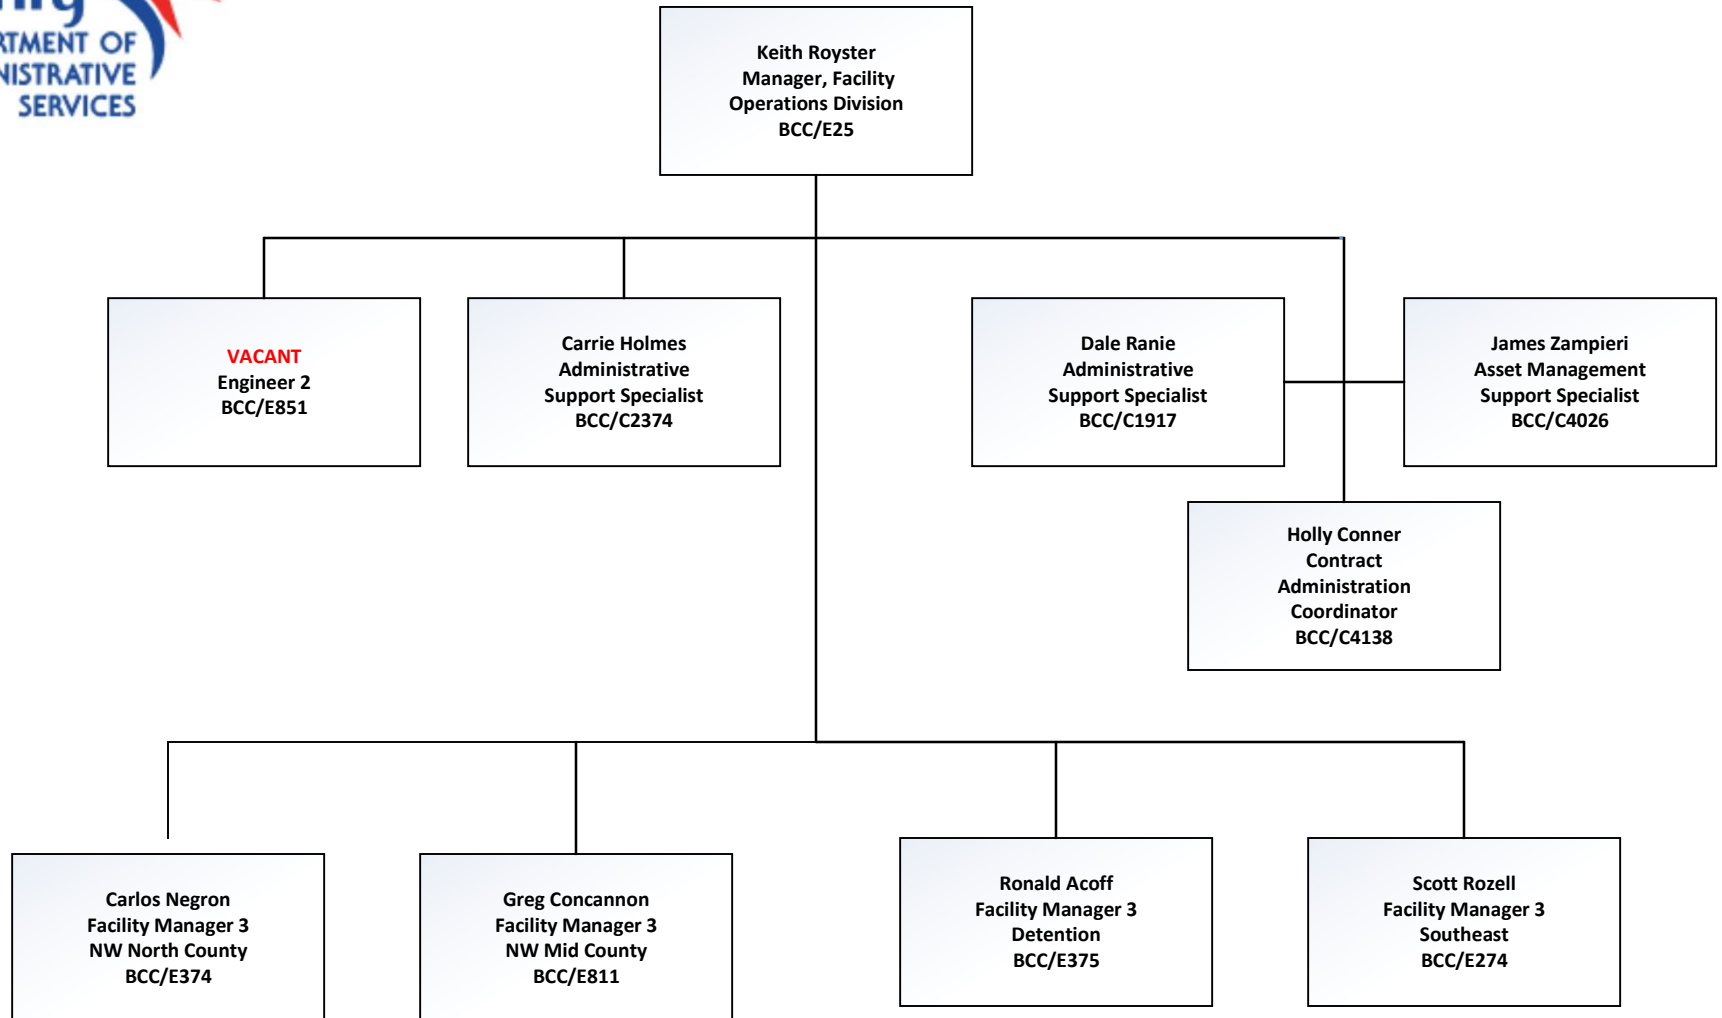 SERVICES
Keith Royster
Manager, Facility
Operations Division
BCC/E25
VACANT
Engineer 2
BCC/E851
Carrie Holmes
Administrative
Support Specialist
BCC/C2374
Dale Ranie
Administrative
Support Specialist
BCC/C1917
James Zampieri
Asset Management
Support Specialist
BCC/C4026
Holly Conner
Contract
Administration
Coordinator
BCC/C4138
Carlos Negron
Facility Manager 3
NW North County
BCC/E374
Greg Concannon
Facility Manager 3
NW Mid County
BCC/E811
Ronald Acoff
Facility Manager 3
Detention
BCC/E375
Scott Rozell
Facility Manager 3
Southeast
BCC/E274